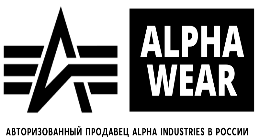 ALPHA
WEAR
АВТОРИЗОВАННЫЙ ПРОДАВЕЦ ALPHA INDUSTRIES В РОССИИ